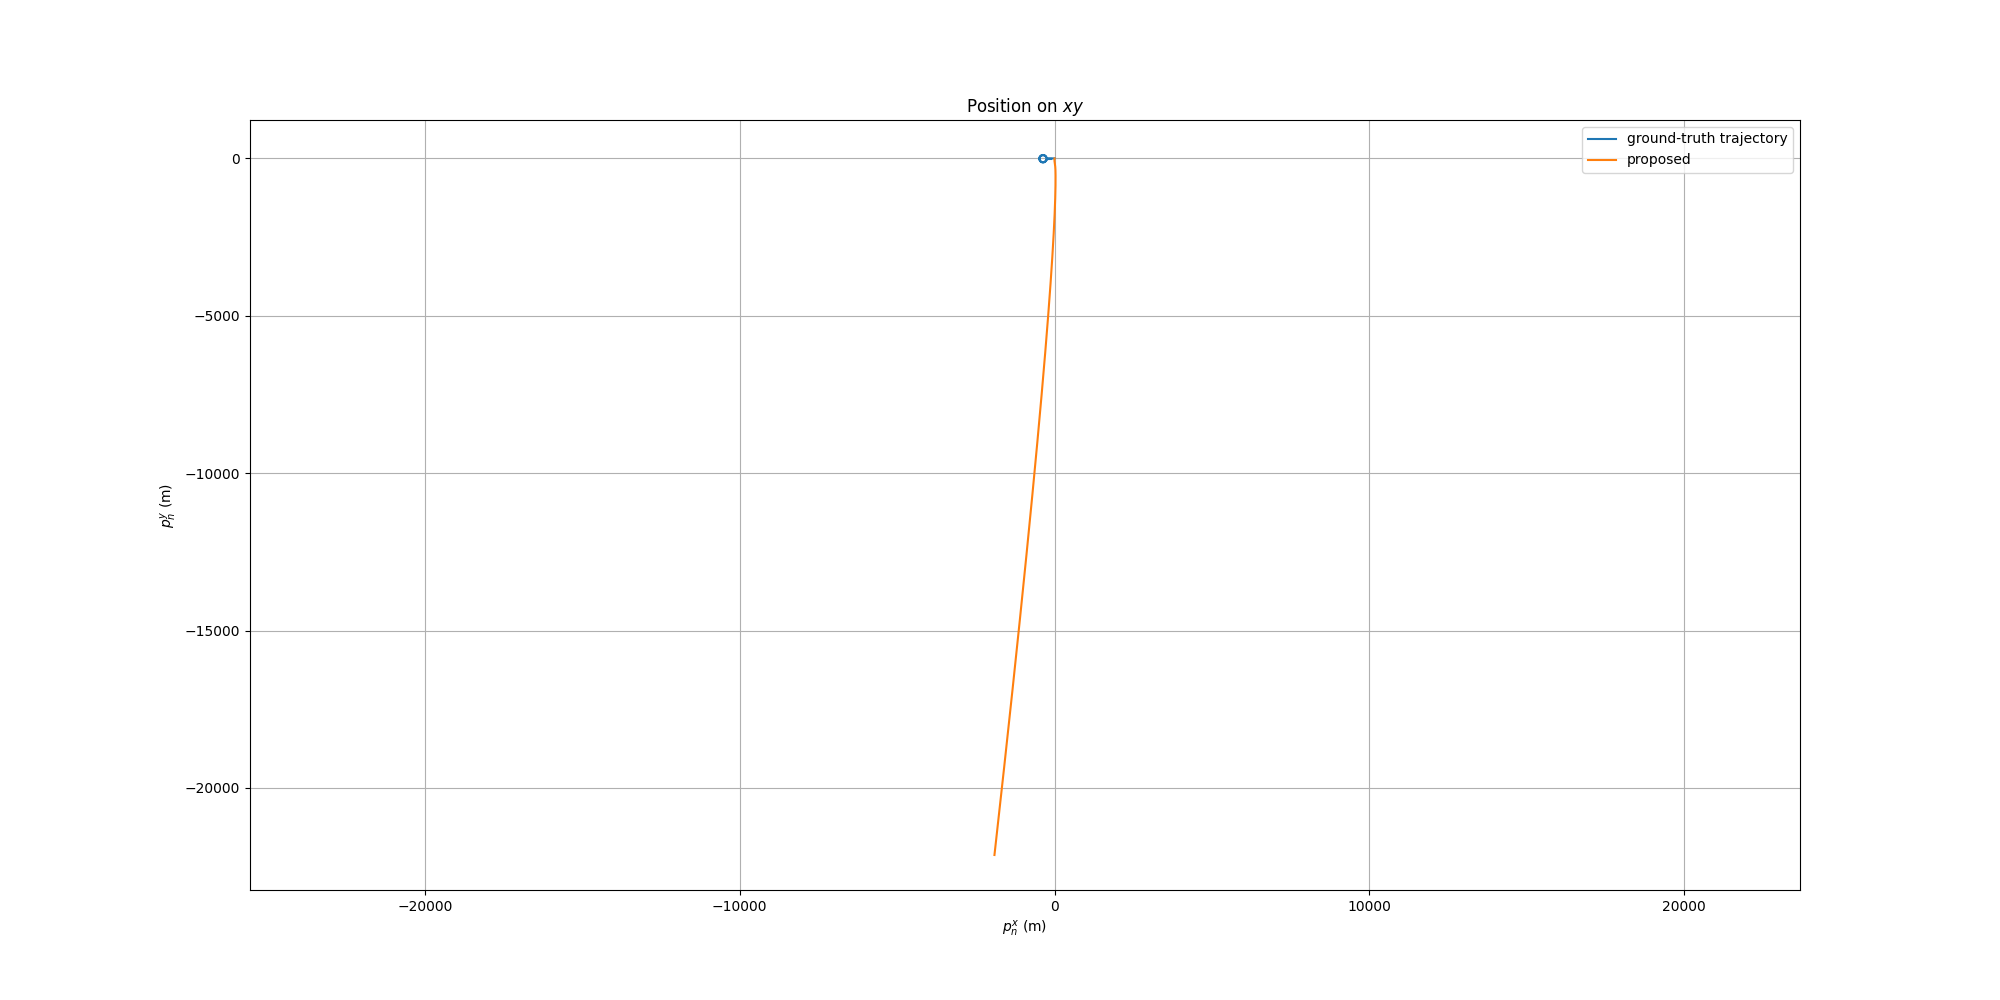 Position on xy
ground-truth trajectory
proposed
0
−5000
−10000
−15000
−20000
p_n^y (m)
−20000
−10000
0
10000
20000
p_n^x (m)